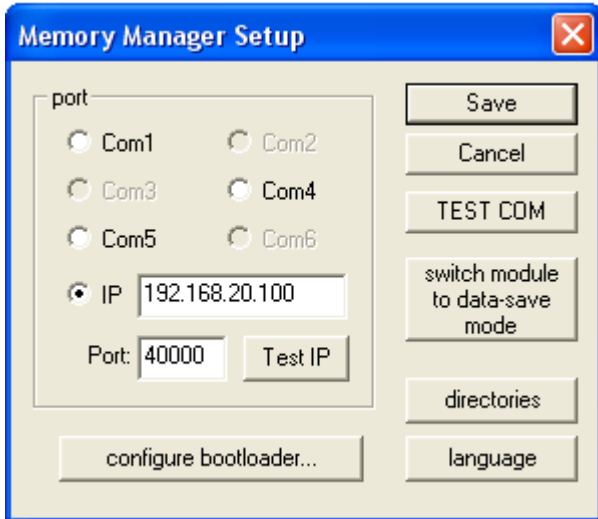 Memory Manager Setup
port
Com1 Com2
Com3 Com4
Com5 Com6
IP 192.168.20.100
Port: 40000 Test IP
configure bootloader...
Save
Cancel
TEST COM
switch module
to data-save
mode
directories
language